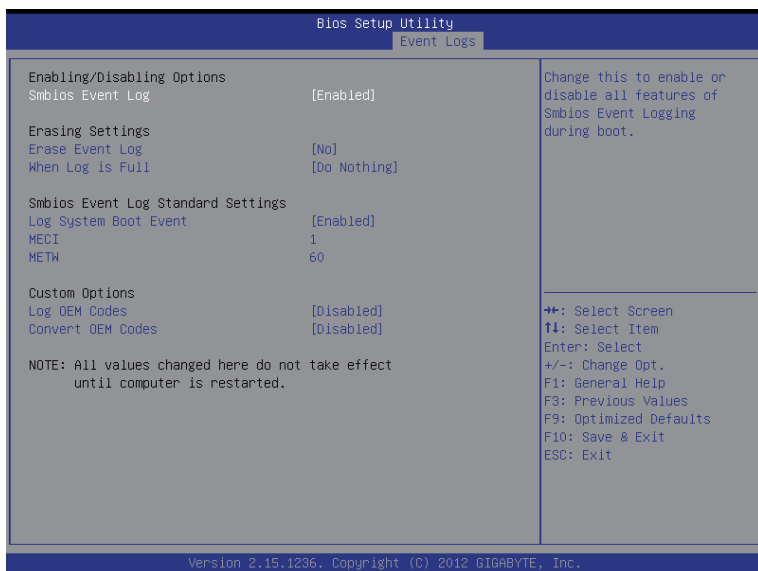 Bios Setup Utility
Event Logs
Enabling/Disabling Options
Smbios Event Log [Enabled]
Erasing Settings
Erase Event Log [No]
When Log is Full [Do Nothing]
Smbios Event Log Standard Settings
Log System Boot Event [Enabled]
MECI 1
METW 60
Custom Options
Log OEM Codes [Disabled]
Convert OEM Codes [Disabled]
NOTE: All values changed here do not take effect
until computer is restarted.
Change this to enable or
disable all features of
Smbios Event Logging
during boot.
→←: Select Screen
↑↓: Select Item
Enter: Select
+/-: Change Opt.
F1: General Help
F3: Previous Values
F9: Optimized Defaults
F10: Save & Exit
ESC: Exit
Version 2.15.1236. Copyright (C) 2012 GIGABYTE, Inc.